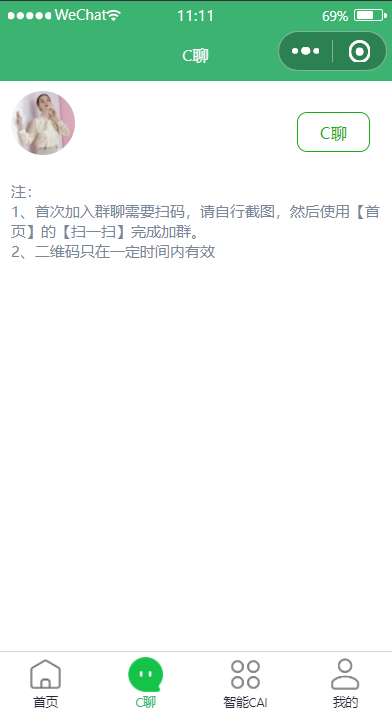 WeChat 11:11 69%
C聊
C聊
注：
1、首次加入群聊需要扫码，请自行截图，然后使用【首
页】的【扫一扫】完成加群。
2、二维码只在一定时间内有效
首页 C聊 智能CAI 我的